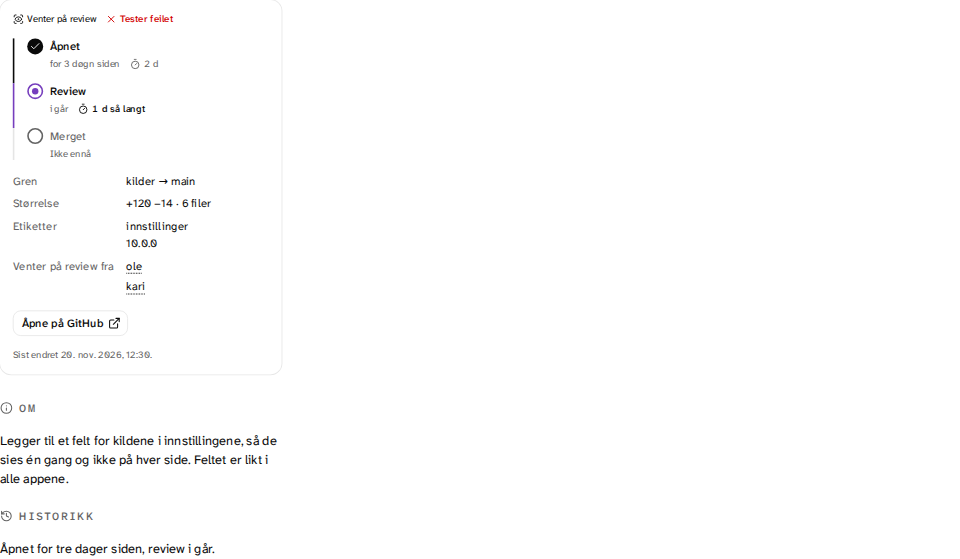 Venter på review Tester feilet
Åpnet
for 3 døgn siden 2 d
Review
i går 1 d så langt
Merget
Ikke ennå
Gren kilder → main
Størrelse +120 −14 · 6 filer
Etiketter innstillinger
10.0.0
Venter på review fra ole
kari
Åpne på GitHub
Sist endret 20. nov. 2026, 12:30.
OM
Legger til et felt for kildene i innstillingene, så de
sies én gang og ikke på hver side. Feltet er likt i
alle appene.
HISTORIKK
Åpnet for tre dager siden, review i går.